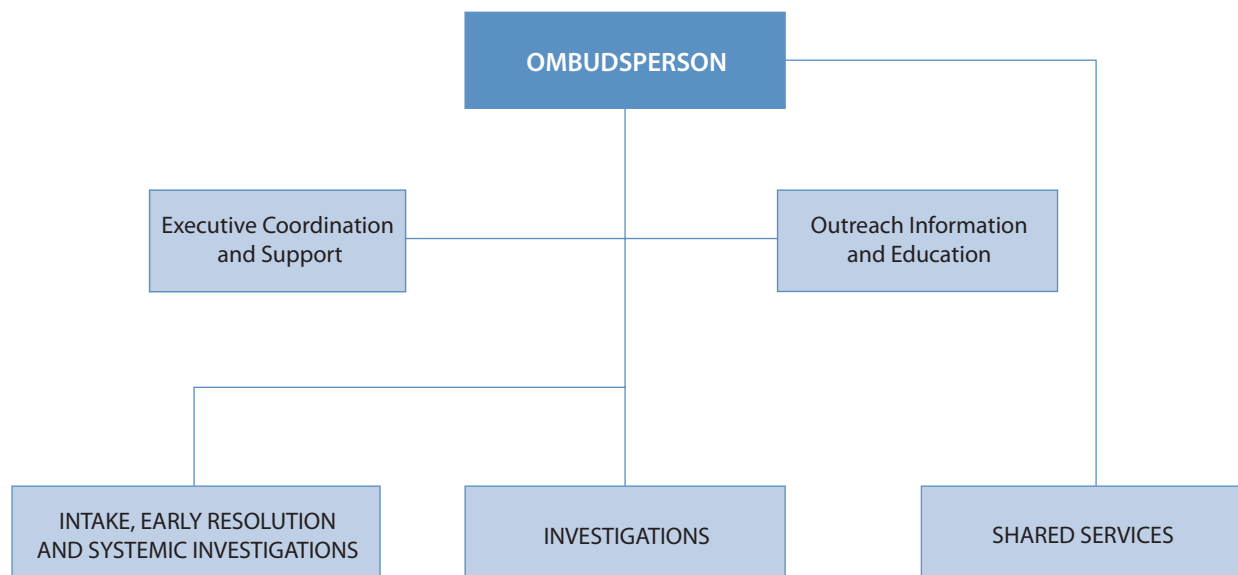 OMBUDSPERSON
Executive Coordination
and Support
Outreach Information
and Education
INTAKE, EARLY RESOLUTION
AND SYSTEMIC INVESTIGATIONS
INVESTIGATIONS
SHARED SERVICES